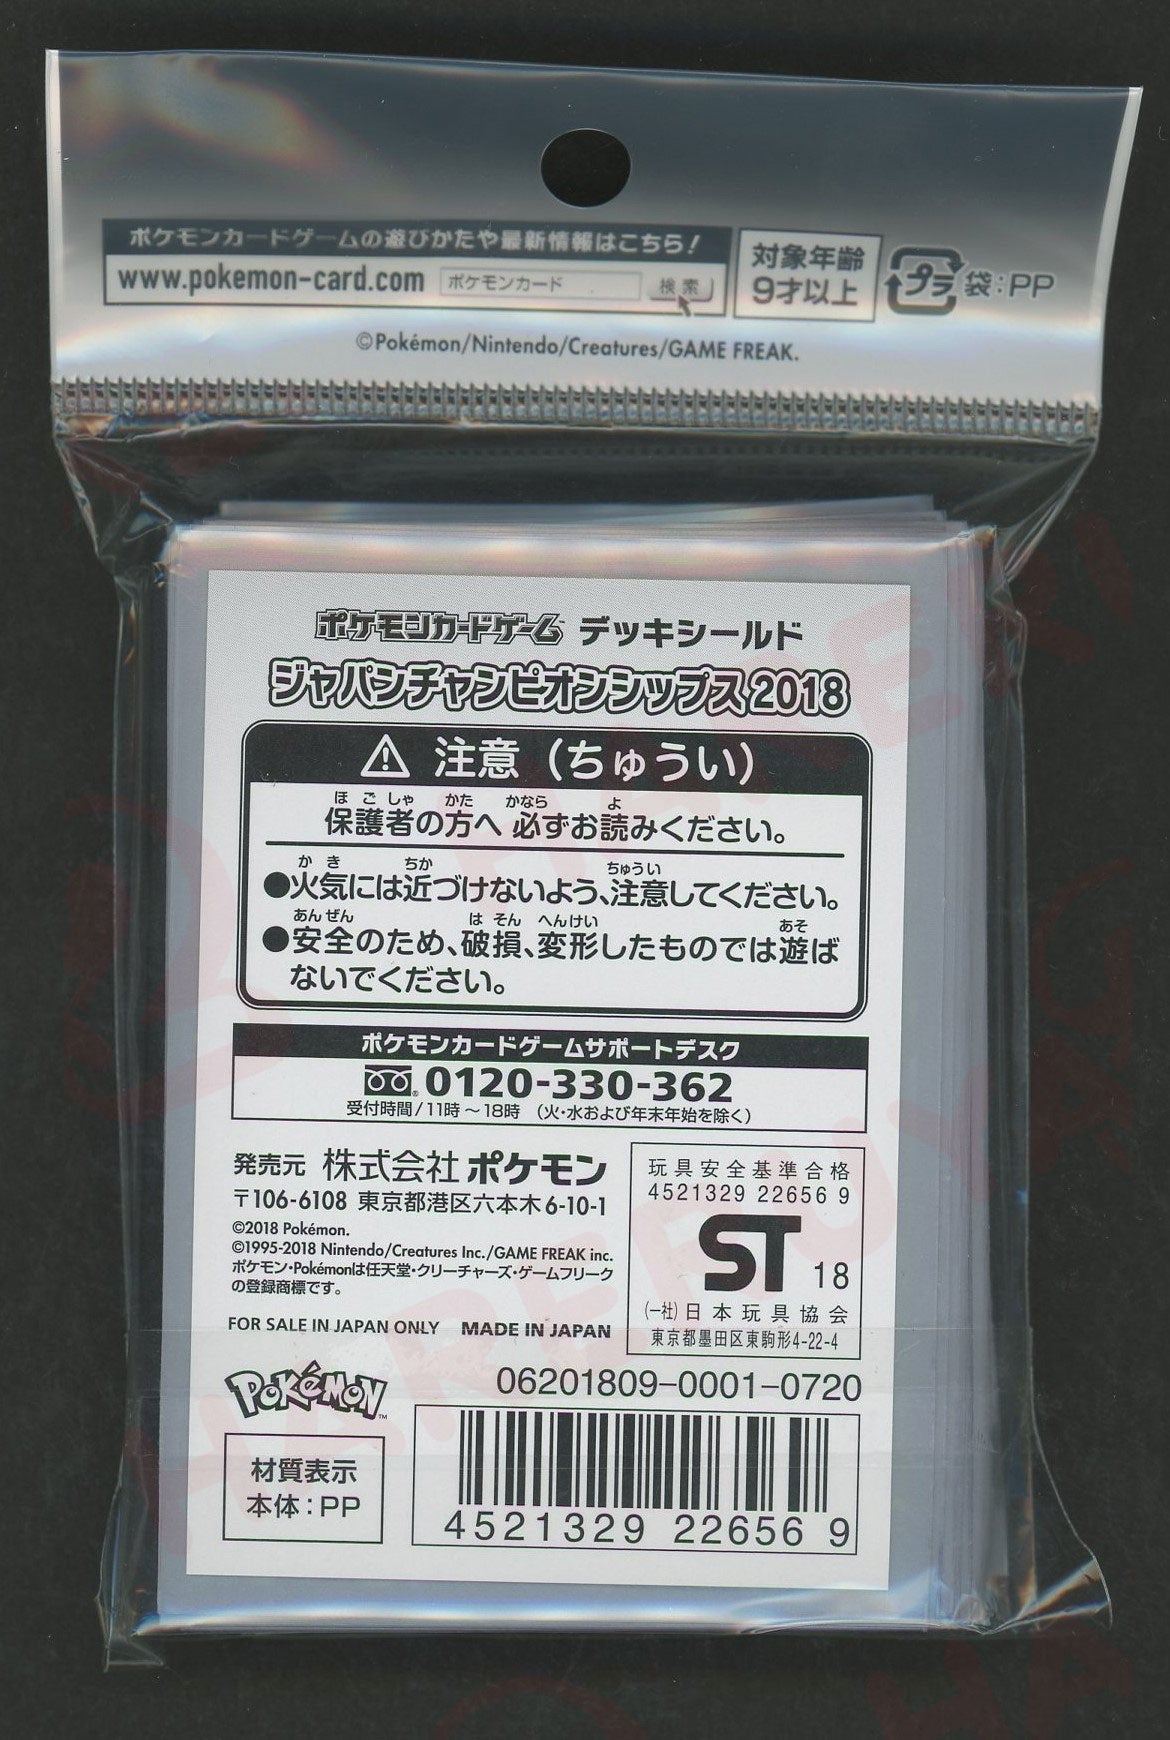 ポケモンカードゲームの遊びかたや最新情報はこちら!
www.pokemon-card.com ポケモンカード 検索
対象年齢
9才以上
プラ 袋:PP
©Pokémon/Nintendo/Creatures/GAME FREAK.
ポケモンカードゲーム デッキシールド
ジャパンチャンピオンシップス2018
注意(ちゅうい)
ほごしゃ かた かなら よ
保護者の方へ 必ずお読みください。
かき ちか ちゅうい
●火気には近づけないよう、注意してください。
あんぜん はそん へんけい あそ
●安全のため、破損、変形したものでは遊ば
ないでください。
ポケモンカードゲームサポートデスク
0120-330-362
受付時間/11時~18時 (火・水および年末年始を除く)
発売元 株式会社ポケモン
〒106-6108 東京都港区六本木6-10-1
©2018 Pokémon.
©1995-2018 Nintendo/Creatures Inc./GAME FREAK inc.
ポケモン・Pokémonは任天堂・クリーチャーズ・ゲームフリーク
の登録商標です。
FOR SALE IN JAPAN ONLY MADE IN JAPAN
玩具安全基準合格
4521329 22656 9
ST 18
(一社)日本玩具協会
東京都墨田区東駒形4-22-4
POKéMON™
06201809-0001-0720
材質表示
本体:PP
4521329 22656 9
HARERUYA